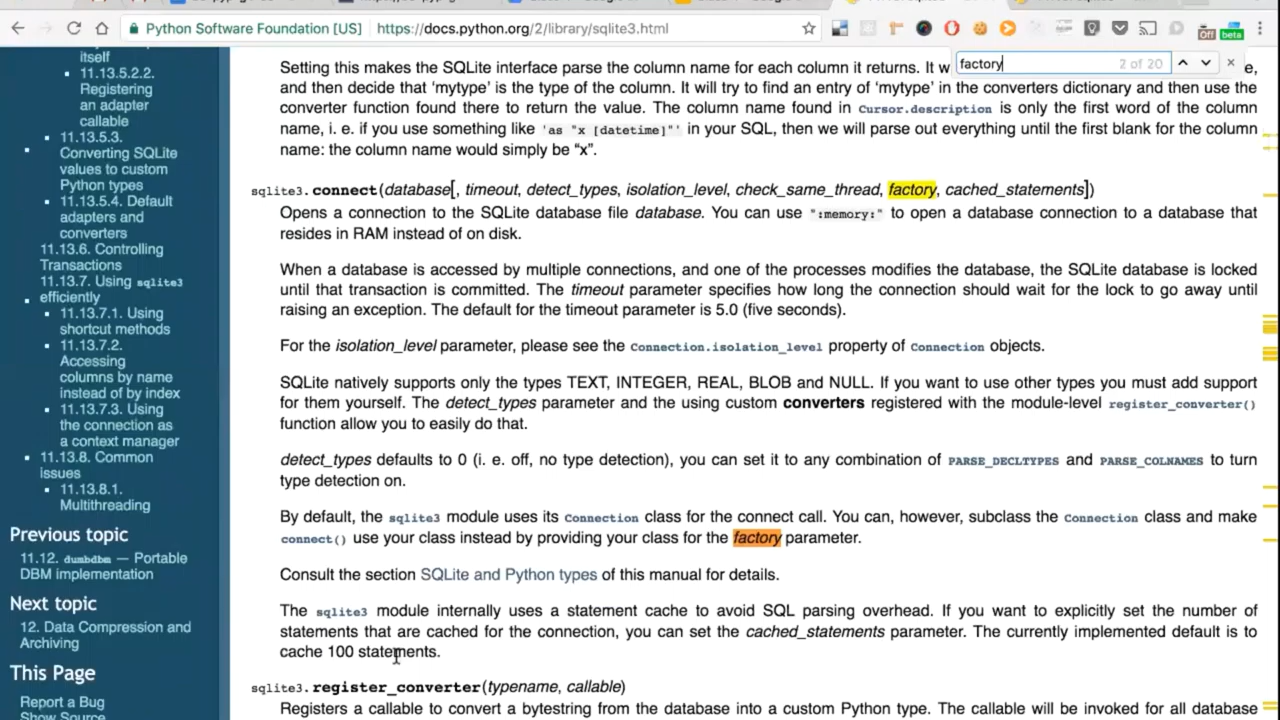 Python Software Foundation [US]
https://docs.python.org/2/library/sqlite3.html
Off
beta
factory
2 of 20
itself
11.13.5.2.2.
Registering
an adapter
callable
11.13.5.3.
Converting SQLite
values to custom
Python types
11.13.5.4. Default
adapters and
converters
11.13.6. Controlling
Transactions
11.13.7. Using sqlite3
efficiently
11.13.7.1. Using
shortcut methods
11.13.7.2.
Accessing
columns by name
instead of by index
11.13.7.3. Using
the connection as
a context manager
11.13.8. Common
issues
11.13.8.1.
Multithreading
Previous topic
11.12. dumbdbm — Portable
DBM implementation
Next topic
12. Data Compression and
Archiving
This Page
Report a Bug
Show Source
Setting this makes the SQLite interface parse the column name for each column it returns. It w
e,
and then decide that ‘mytype’ is the type of the column. It will try to find an entry of ‘mytype’ in the converters dictionary and then use the
converter function found there to return the value. The column name found in Cursor.description is only the first word of the column
name, i. e. if you use something like 'as "x [datetime]"' in your SQL, then we will parse out everything until the first blank for the column
name: the column name would simply be “x”.
sqlite3.connect(database[, timeout, detect_types, isolation_level, check_same_thread, factory, cached_statements])
Opens a connection to the SQLite database file database. You can use ":memory:" to open a database connection to a database that
resides in RAM instead of on disk.
When a database is accessed by multiple connections, and one of the processes modifies the database, the SQLite database is locked
until that transaction is committed. The timeout parameter specifies how long the connection should wait for the lock to go away until
raising an exception. The default for the timeout parameter is 5.0 (five seconds).
For the isolation_level parameter, please see the Connection.isolation_level property of Connection objects.
SQLite natively supports only the types TEXT, INTEGER, REAL, BLOB and NULL. If you want to use other types you must add support
for them yourself. The detect_types parameter and the using custom converters registered with the module-level register_converter()
function allow you to easily do that.
detect_types defaults to 0 (i. e. off, no type detection), you can set it to any combination of PARSE_DECLTYPES and PARSE_COLNAMES to turn
type detection on.
By default, the sqlite3 module uses its Connection class for the connect call. You can, however, subclass the Connection class and make
connect() use your class instead by providing your class for the factory parameter.
Consult the section SQLite and Python types of this manual for details.
The sqlite3 module internally uses a statement cache to avoid SQL parsing overhead. If you want to explicitly set the number of
statements that are cached for the connection, you can set the cached_statements parameter. The currently implemented default is to
cache 100 statements.
sqlite3.register_converter(typename, callable)
Registers a callable to convert a bytestring from the database into a custom Python type. The callable will be invoked for all database